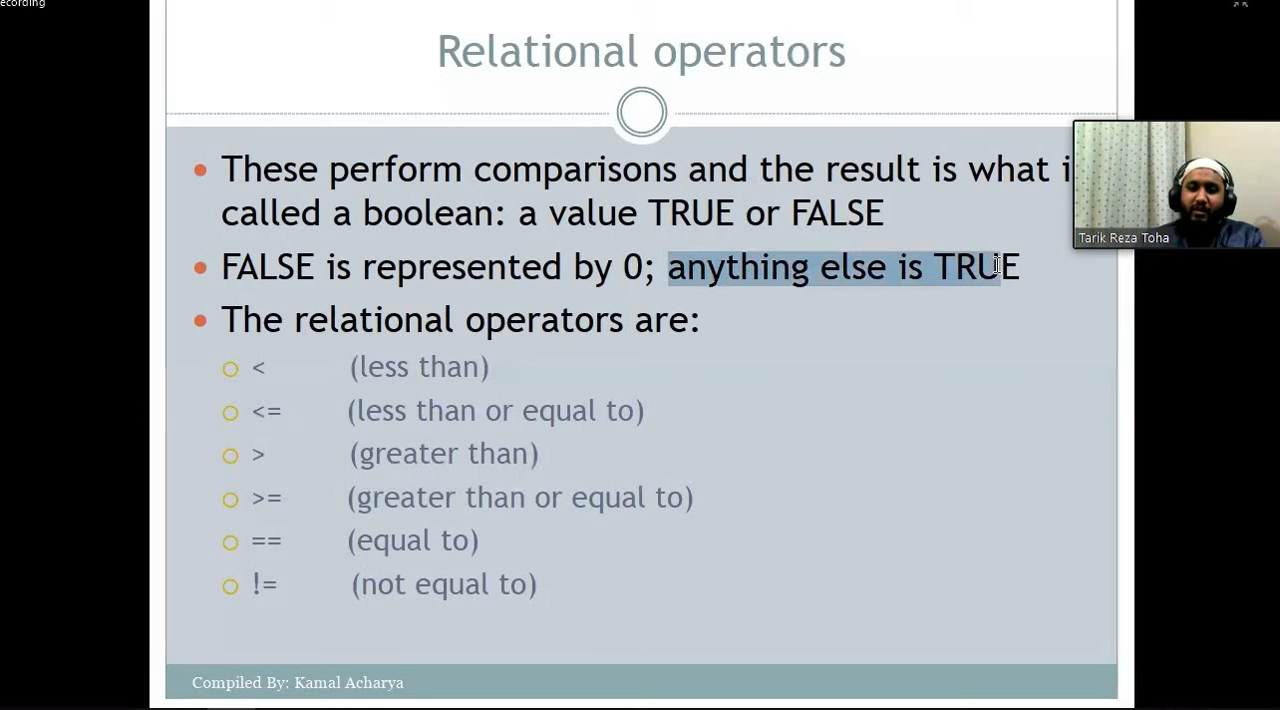 ecording
Relational operators
These perform comparisons and the result is what i
called a boolean: a value TRUE or FALSE
Tarik Reza Toha
FALSE is represented by 0; anything else is TRUE
The relational operators are:
< (less than)
<= (less than or equal to)
> (greater than)
>= (greater than or equal to)
== (equal to)
!= (not equal to)
Compiled By: Kamal Acharya